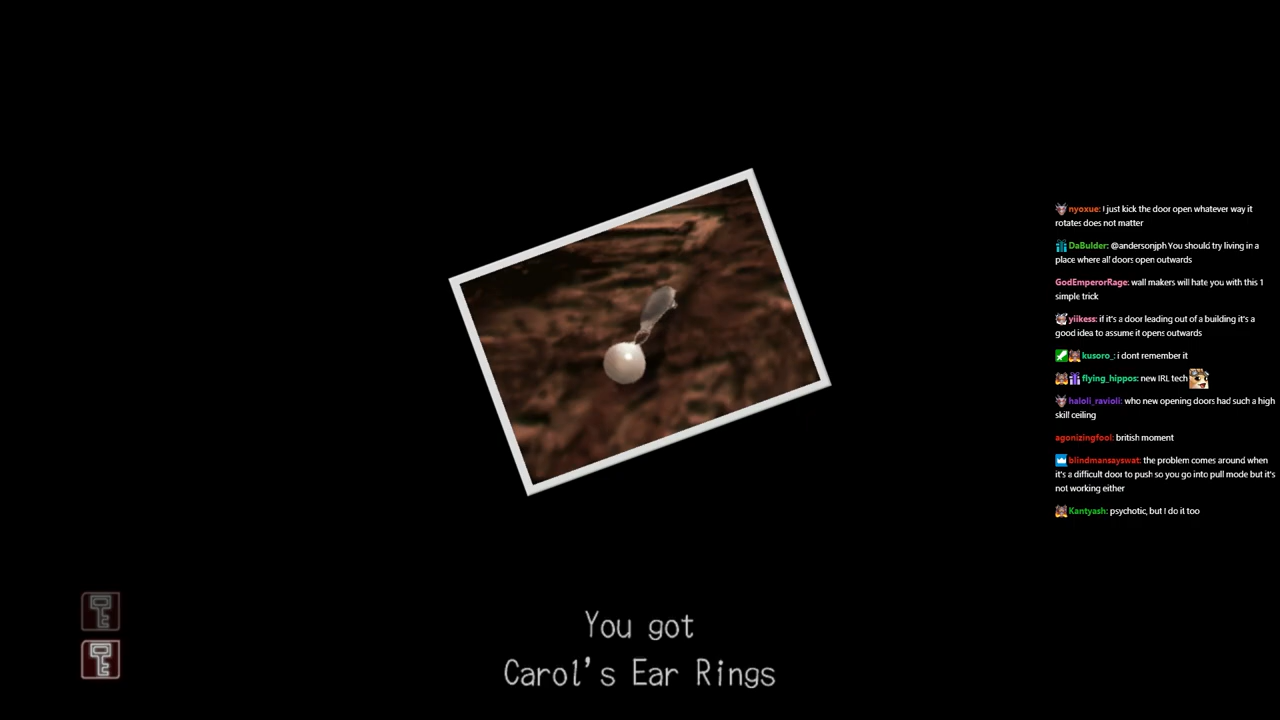 nyoxue: I just kick the door open whatever way it
rotates does not matter
DaBulder: @andersonjph You should try living in a
place where all doors open outwards
GodEmperorRage: wall makers will hate you with this 1
simple trick
yiikess: if it's a door leading out of a building it's a
good idea to assume it opens outwards
kusoro_: i dont remember it
flying_hippos: new IRL tech
haloli_ravioli: who new opening doors had such a high
skill ceiling
agonizingfool: british moment
blindmansayswat: the problem comes around when
it's a difficult door to push so you go into pull mode but it's
not working either
Kantyash: psychotic, but I do it too
You got
Carol's Ear Rings